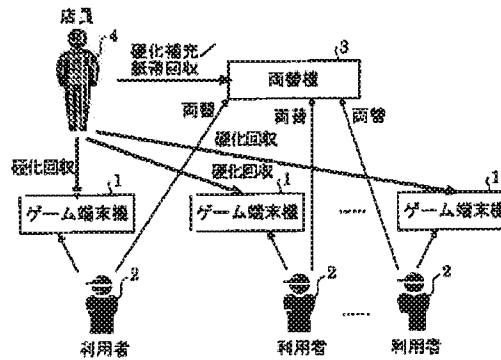 店員
4
硬化補充／
紙幣回収
3
両替機
両替
両替
両替
硬化回収
硬化回収
硬化回収
1
ゲーム端末機
1
ゲーム端末機
……
1
ゲーム端末機
2
利用者
2
利用者
……
2
利用者